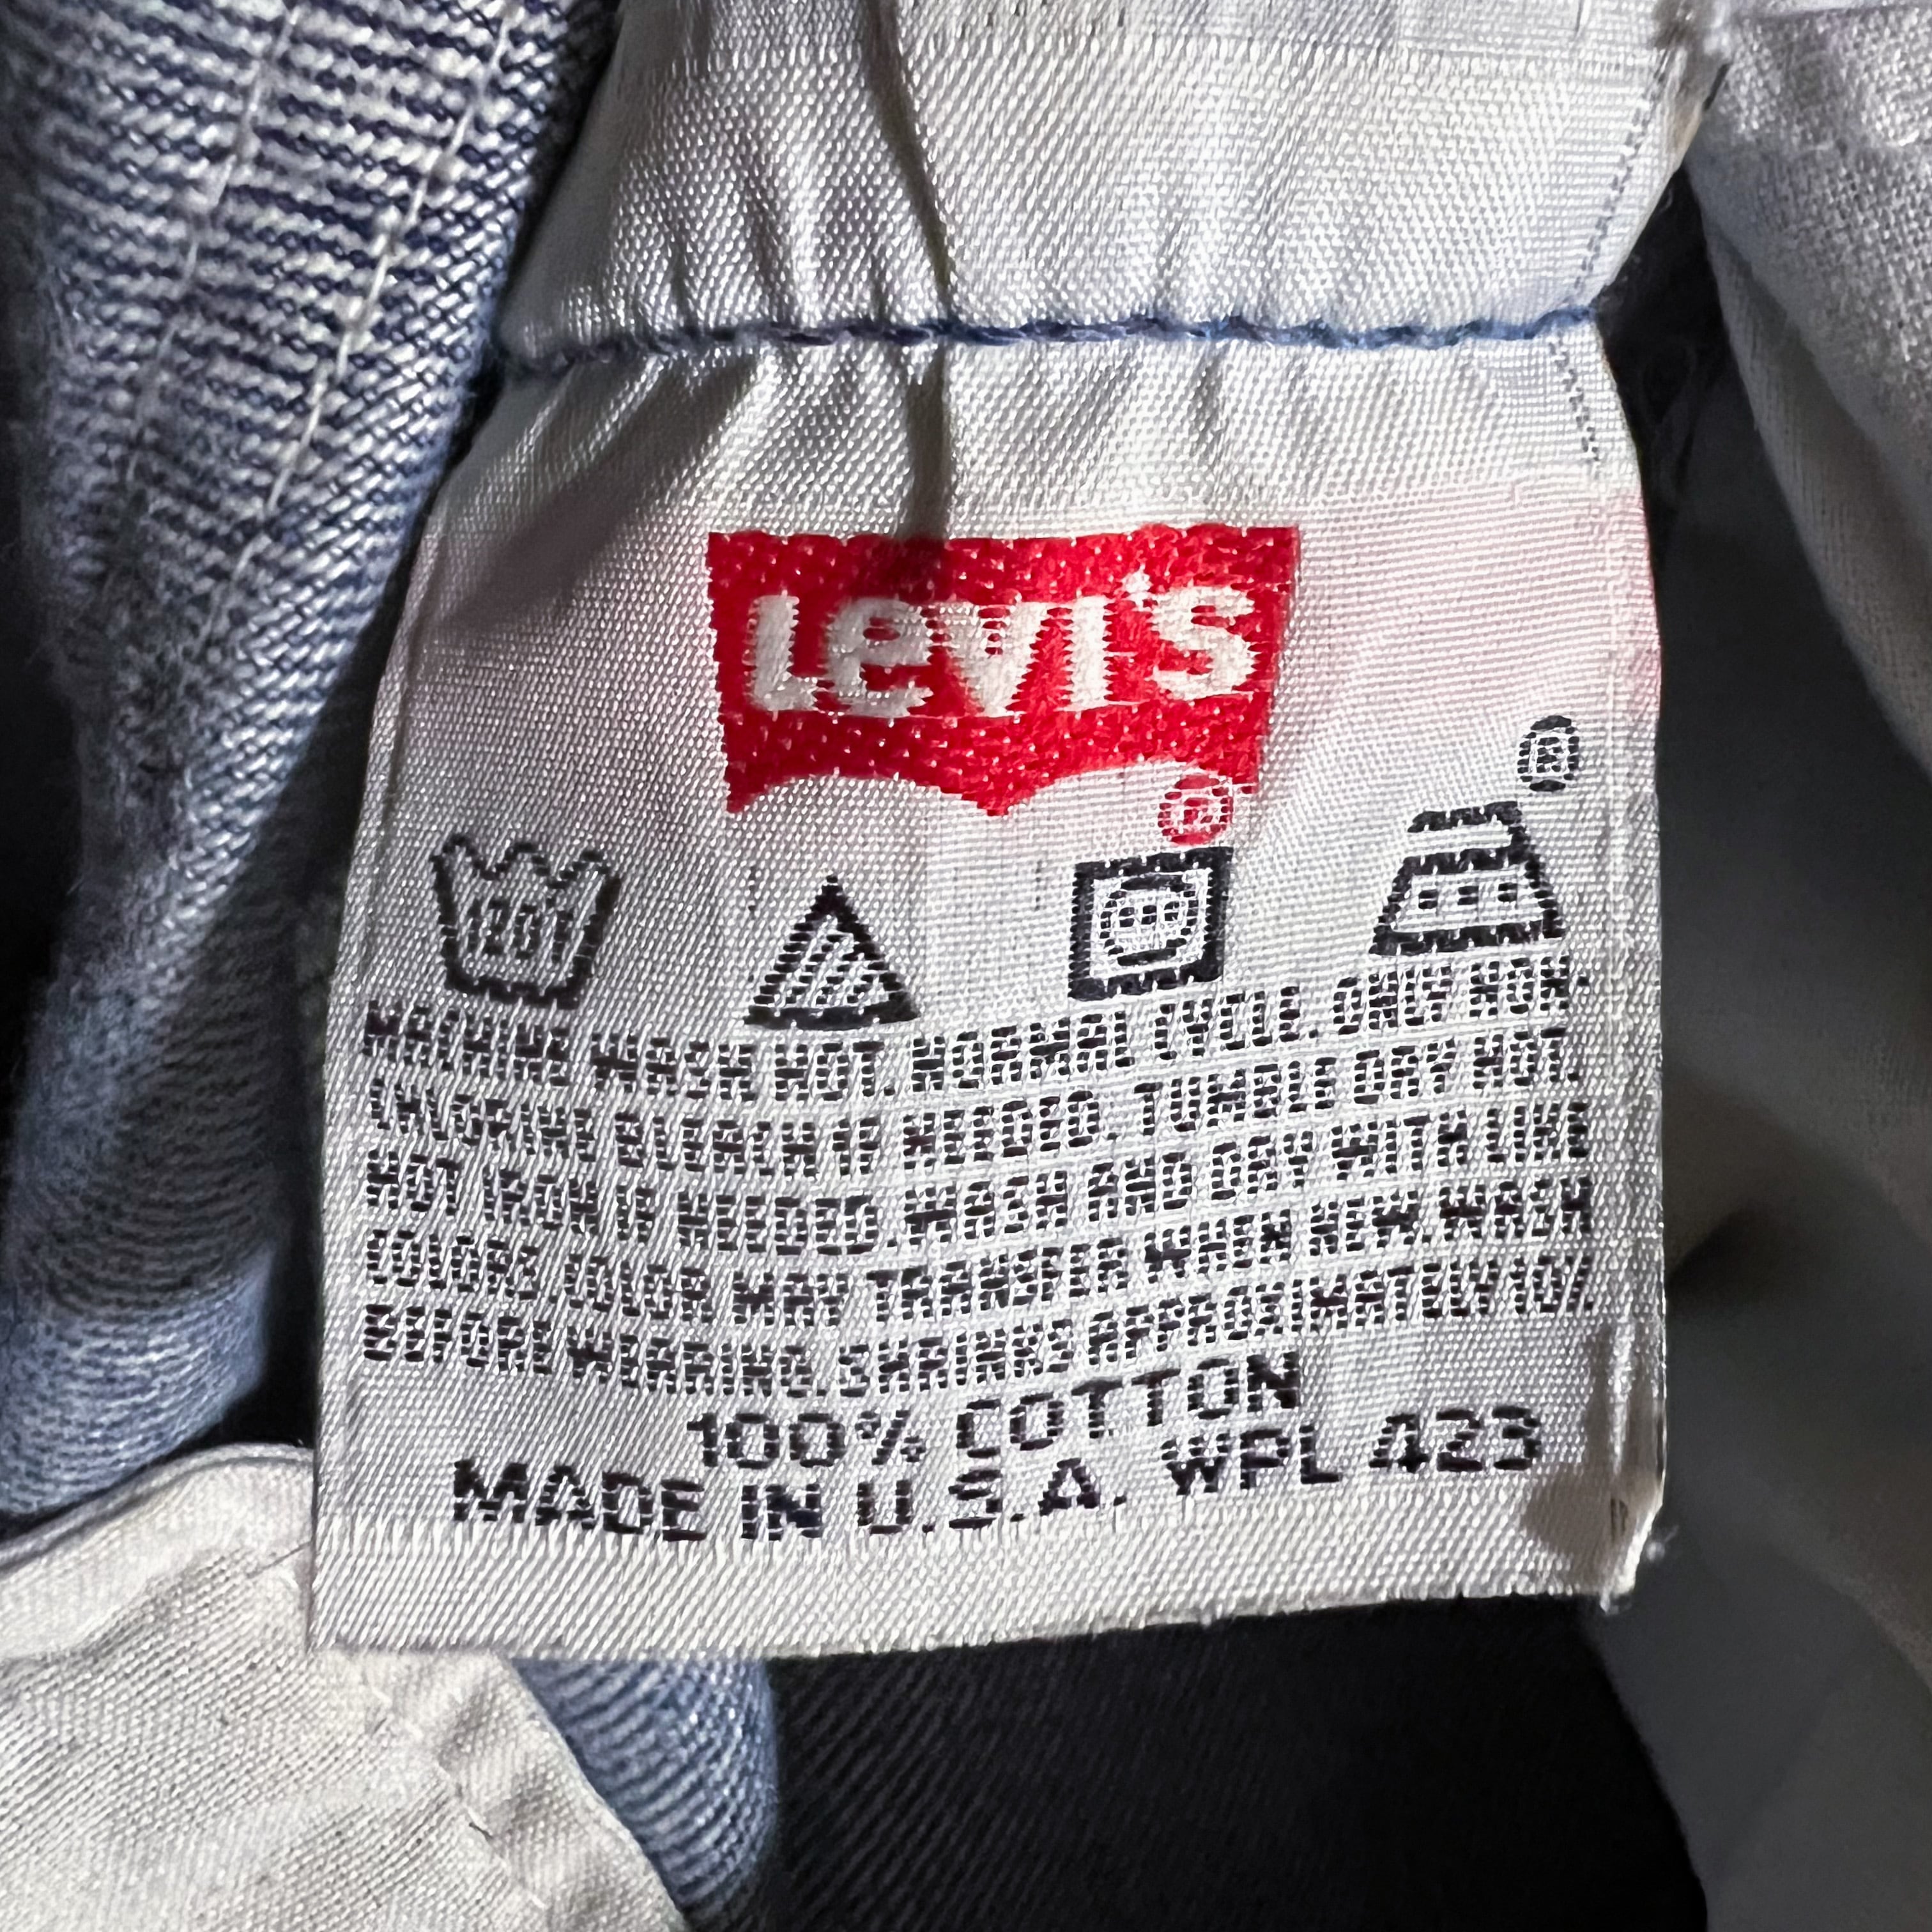 Levi's
®
®
120°
MACHINE WASH HOT. NORMAL CYCLE. ONLY NON-
CHLORINE BLEACH IF NEEDED. TUMBLE DRY HOT.
HOT IRON IF NEEDED. WASH AND DRY WITH LIKE
COLORS. COLOR MAY TRANSFER WHEN NEW. WASH
BEFORE WEARING. SHRINKS APPROXIMATELY 10%
100% COTTON
MADE IN U.S.A. WPL 423